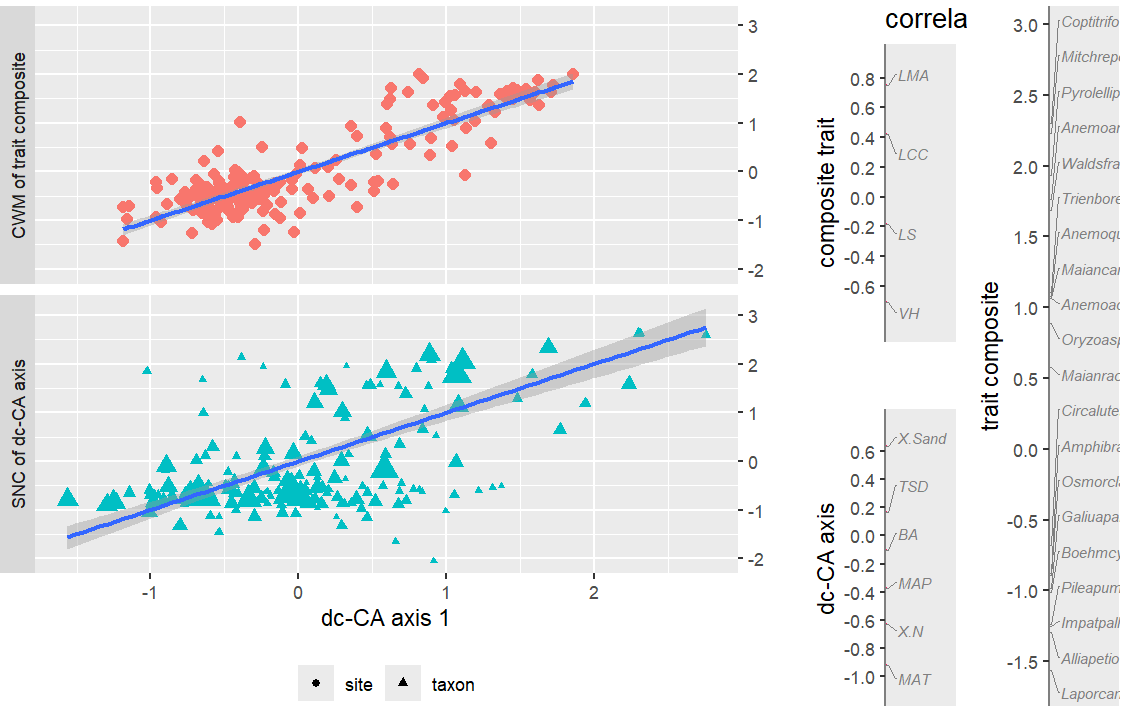 CWM of trait composite
3
2
1
0
-1
-2
SNC of dc-CA axis
3
2
1
0
-1
-2
-1
0
1
2
dc-CA axis 1
site
taxon
correla
composite trait
0.8
0.6
0.4
0.2
0.0
-0.2
-0.4
-0.6
LMA
LCC
LS
VH
dc-CA axis
0.6
0.4
0.2
0.0
-0.2
-0.4
-0.6
-0.8
-1.0
X.Sand
TSD
BA
MAP
X.N
MAT
trait composite
3.0
2.5
2.0
1.5
1.0
0.5
0.0
-0.5
-1.0
-1.5
Coptitrifo
Mitchrepe
Pyrolellip
Anemoar
Waldsfra
Trienbore
Anemoqu
Maiancar
Anemoac
Oryzoasp
Maianrac
Circalute
Amphibra
Osmorcla
Galiuapa
Boehmcy
Pileapum
Impatpall
Alliapetio
Laporcan